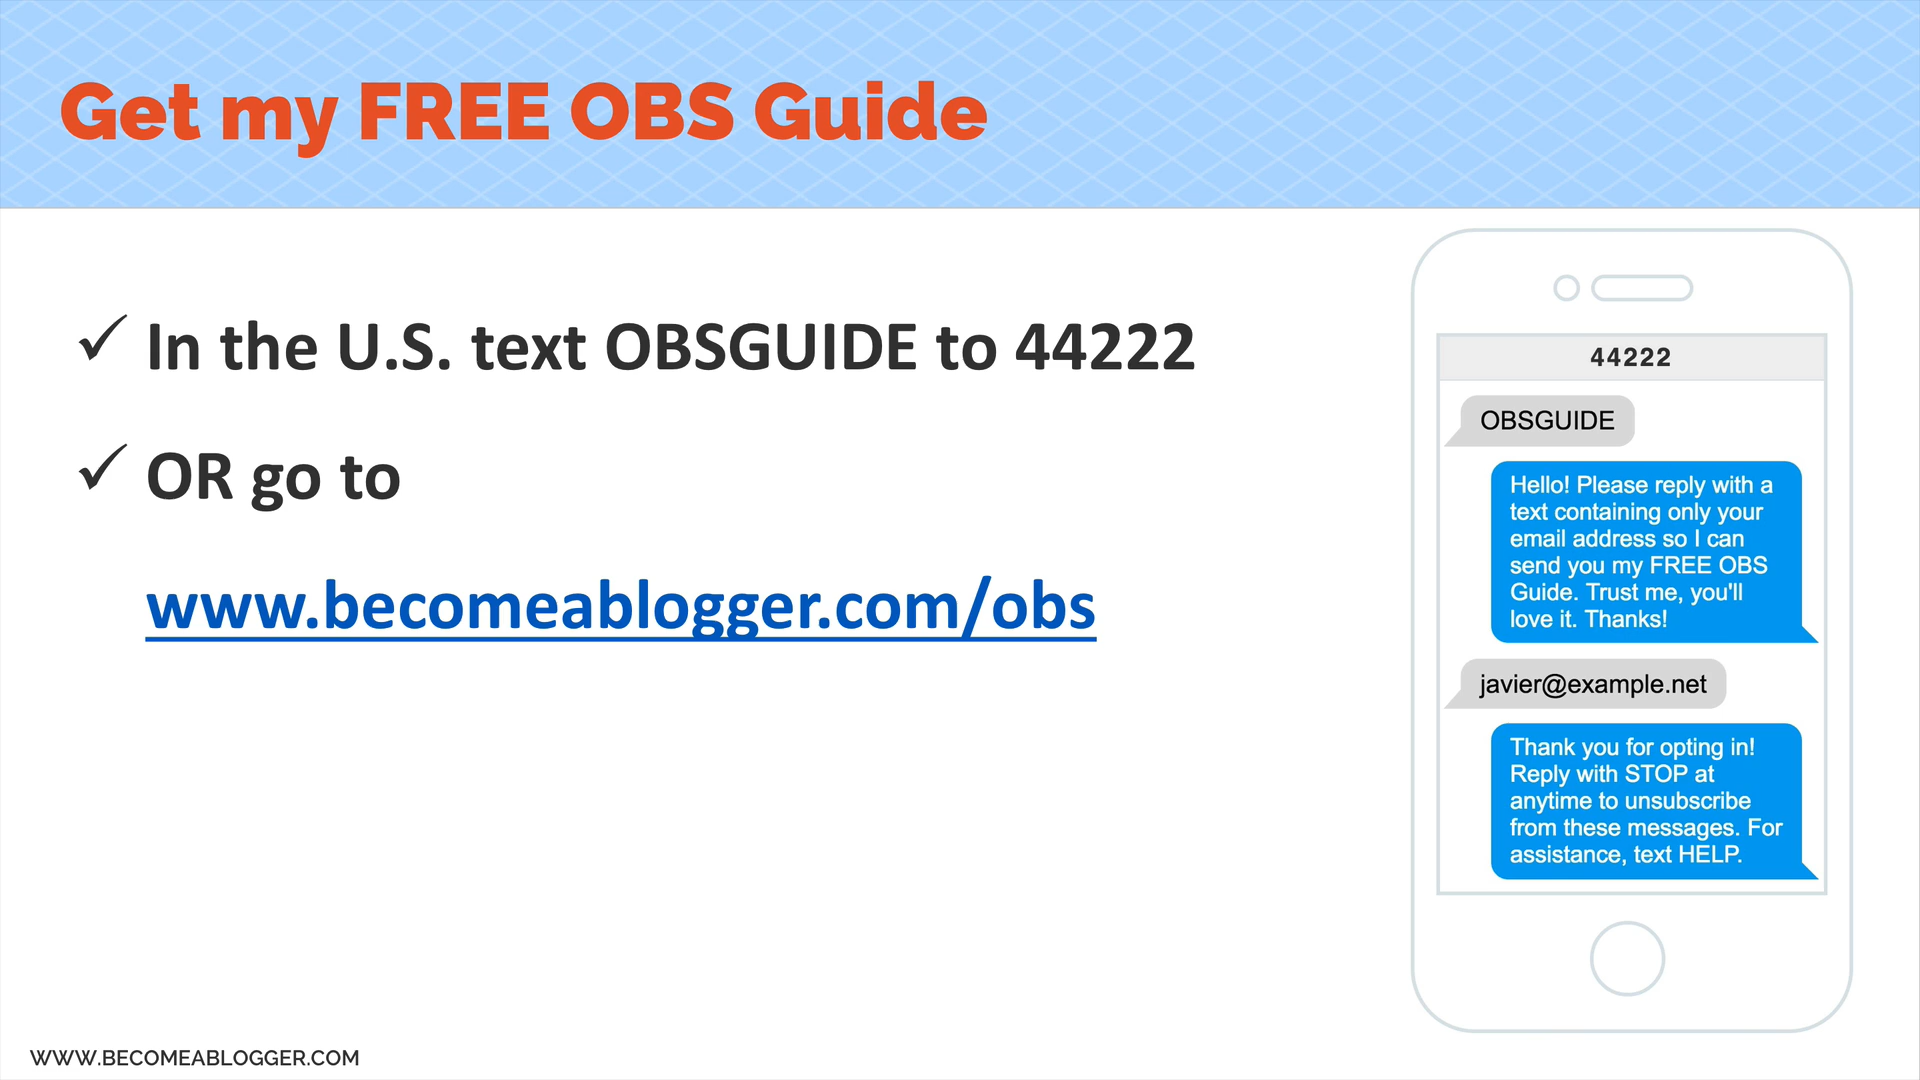 Get my FREE OBS Guide
✓ In the U.S. text OBSGUIDE to 44222
✓ OR go to
www.becomeablogger.com/obs
44222
OBSGUIDE
Hello! Please reply with a
text containing only your
email address so I can
send you my FREE OBS
Guide. Trust me, you'll
love it. Thanks!
javier@example.net
Thank you for opting in!
Reply with STOP at
anytime to unsubscribe
from these messages. For
assistance, text HELP.
WWW.BECOMEABLOGGER.COM